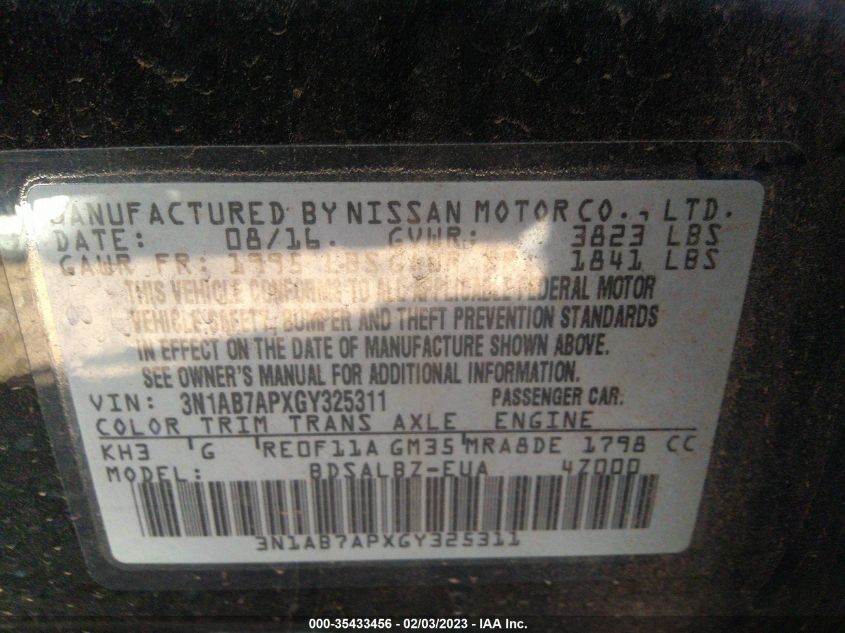 MANUFACTURED BY NISSAN MOTOR CO., LTD.
DATE: 08/16 GVWR: 3823 LBS
GAWR FR: 1995 LBS GAWR RR: 1841 LBS
THIS VEHICLE CONFORMS TO ALL APPLICABLE FEDERAL MOTOR
VEHICLE SAFETY, BUMPER AND THEFT PREVENTION STANDARDS
IN EFFECT ON THE DATE OF MANUFACTURE SHOWN ABOVE.
SEE OWNER'S MANUAL FOR ADDITIONAL INFORMATION.
VIN: 3N1AB7APXGY325311 PASSENGER CAR.
COLOR TRIM TRANS AXLE ENGINE
KH3 G RE0F11A GM35 MRA8DE 1798 CC
MODEL: BDSALBZ-EUA 4Z000
3N1AB7APXGY325311
000-35433456 - 02/03/2023 - IAA Inc.